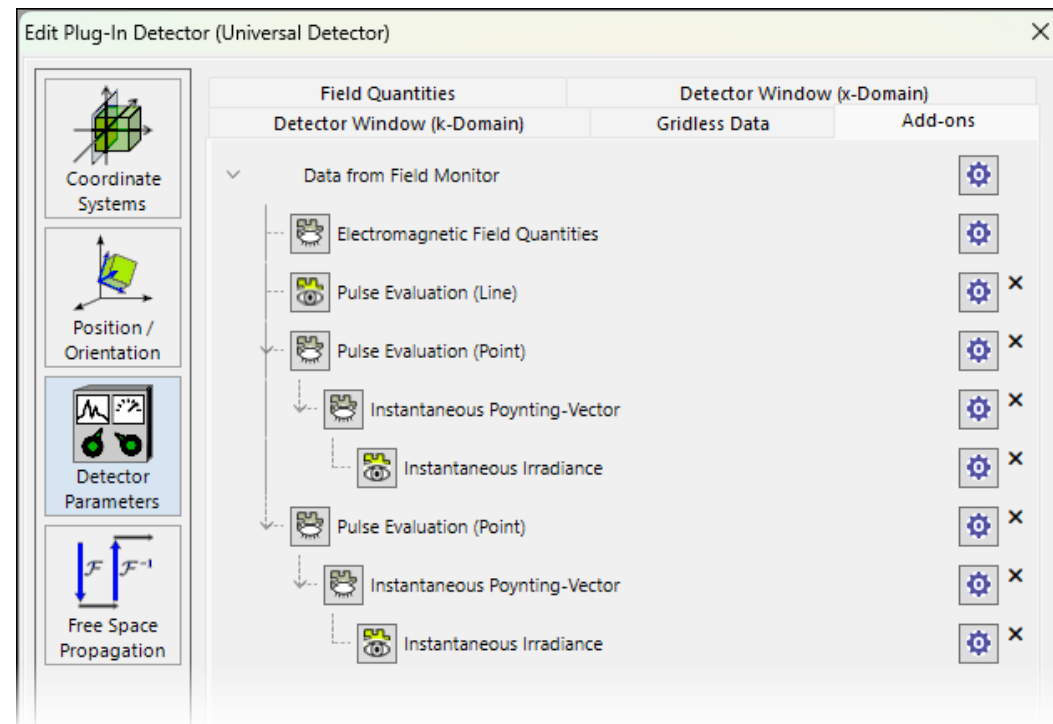 Edit Plug-In Detector (Universal Detector)
Coordinate
Systems
Position /
Orientation
Detector
Parameters
Free Space
Propagation
Field Quantities
Detector Window (x-Domain)
Detector Window (k-Domain)
Gridless Data
Add-ons
Data from Field Monitor
Electromagnetic Field Quantities
Pulse Evaluation (Line)
Pulse Evaluation (Point)
Instantaneous Poynting-Vector
Instantaneous Irradiance
Pulse Evaluation (Point)
Instantaneous Poynting-Vector
Instantaneous Irradiance
ℱ ℱ⁻¹